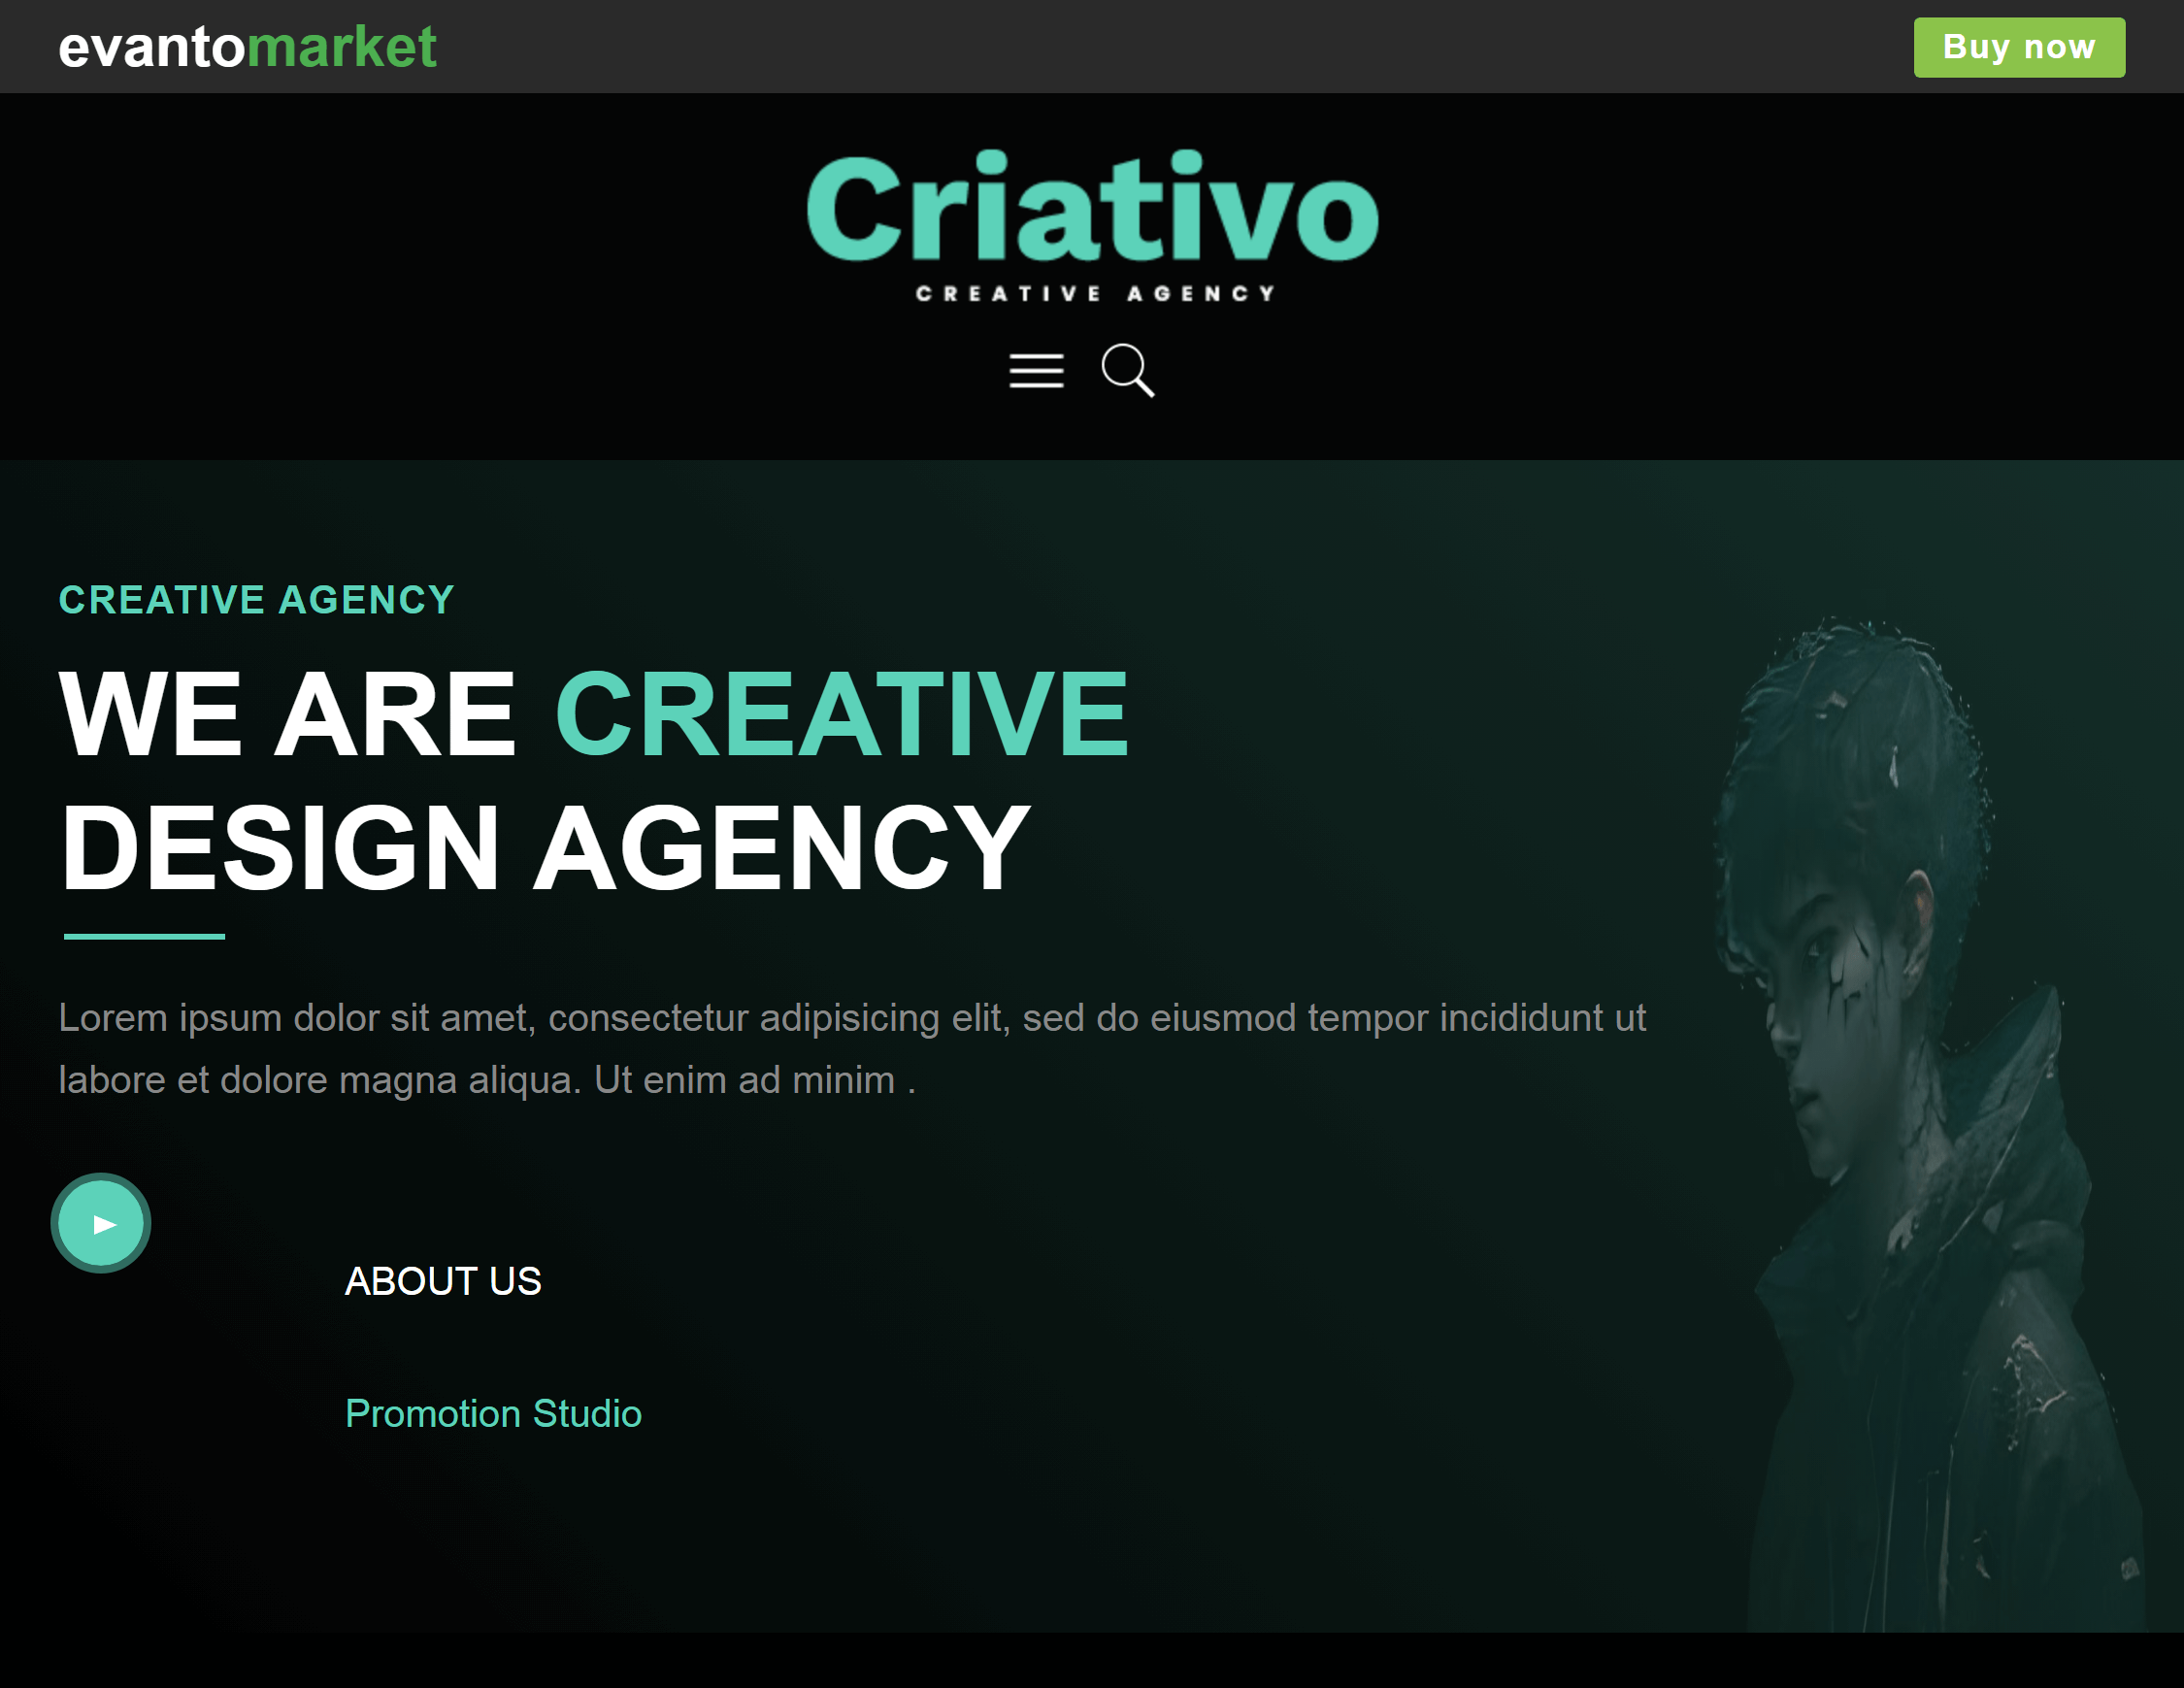 evantomarket
Buy now
Criativo
CREATIVE AGENCY
CREATIVE AGENCY
WE ARE CREATIVE
DESIGN AGENCY
Lorem ipsum dolor sit amet, consectetur adipisicing elit, sed do eiusmod tempor incididunt ut
labore et dolore magna aliqua. Ut enim ad minim .
ABOUT US
Promotion Studio